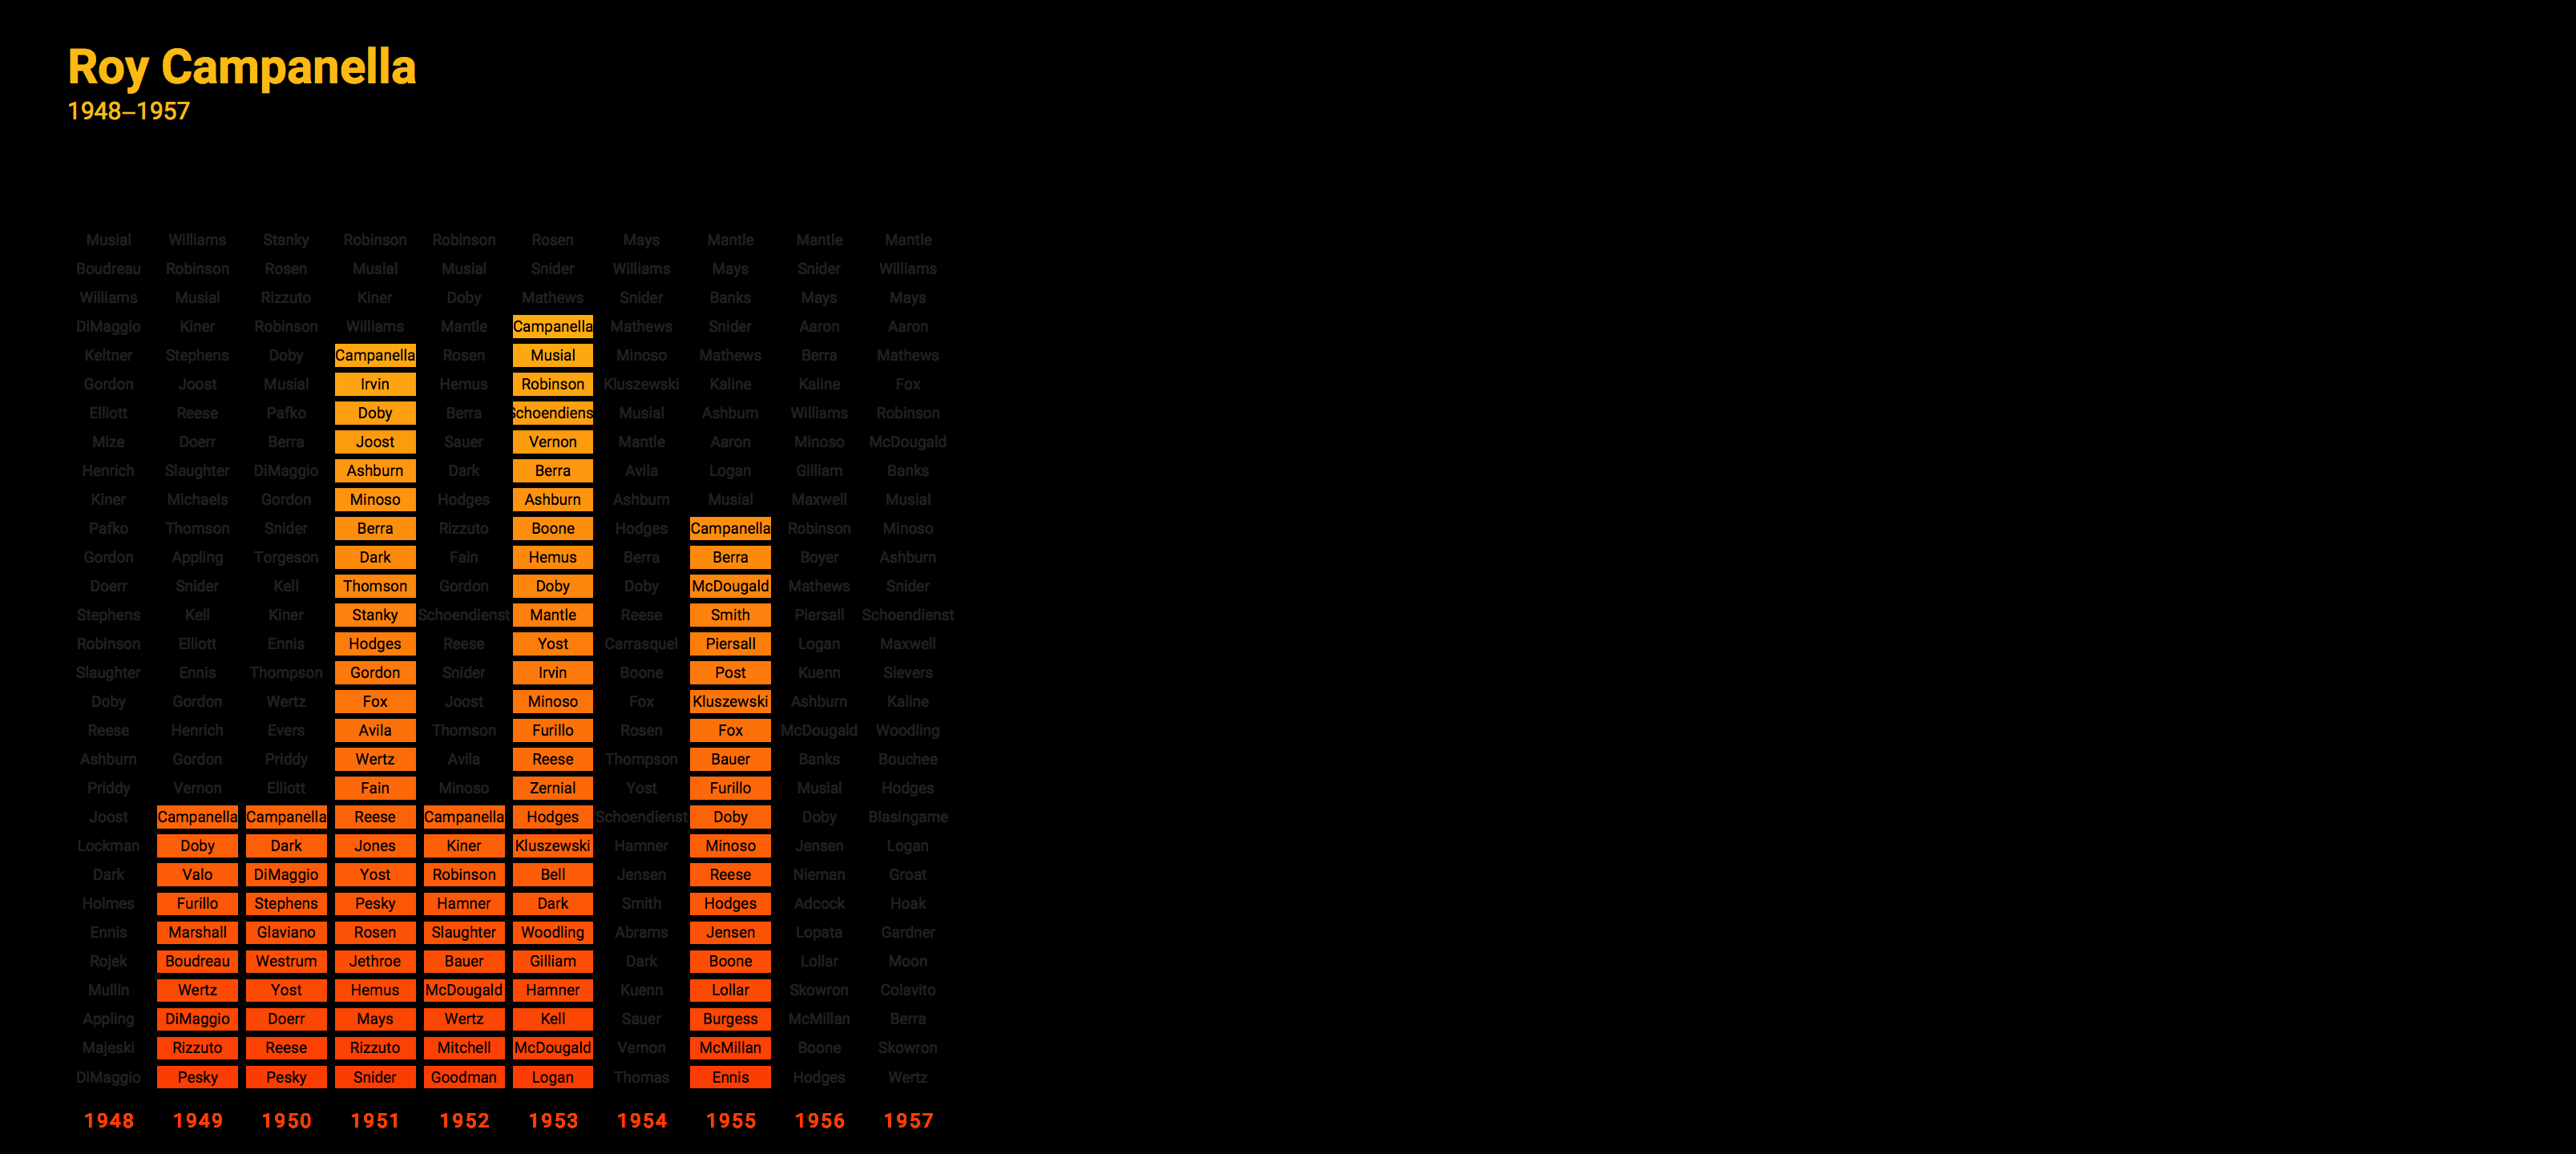 Roy Campanella
1948–1957
Musial Williams Stanky Robinson Robinson Rosen Mays Mantle Mantle Mantle
Boudreau Robinson Rosen Musial Musial Snider Williams Mays Snider Williams
Williams Musial Rizzuto Kiner Doby Mathews Snider Banks Mays Mays
DiMaggio Kiner Robinson Williams Mantle Campanella Mathews Snider Aaron Aaron
Keltner Stephens Doby Campanella Rosen Musial Minoso Mathews Berra Mathews
Gordon Joost Musial Irvin Hemus Robinson Kluszewski Kaline Kaline Fox
Elliott Reese Pafko Doby Berra Schoendiens Musial Ashburn Williams Robinson
Mize Doerr Berra Joost Sauer Vernon Mantle Aaron Minoso McDougald
Henrich Slaughter DiMaggio Ashburn Dark Berra Avila Logan Gilliam Banks
Kiner Michaels Gordon Minoso Hodges Ashburn Ashburn Musial Maxwell Musial
Pafko Thomson Snider Berra Rizzuto Boone Hodges Campanella Robinson Minoso
Gordon Appling Torgeson Dark Fain Hemus Berra Berra Boyer Ashburn
Doerr Snider Kell Thomson Gordon Doby Doby McDougald Mathews Snider
Stephens Kell Kiner Stanky Schoendienst Mantle Reese Smith Piersall Schoendienst
Robinson Elliott Ennis Hodges Reese Yost Carrasquel Piersall Logan Maxwell
Slaughter Ennis Thompson Gordon Snider Irvin Boone Post Kuenn Sievers
Doby Gordon Wertz Fox Joost Minoso Fox Kluszewski Ashburn Kaline
Reese Henrich Evers Avila Thomson Furillo Rosen Fox McDougald Woodling
Ashburn Gordon Priddy Wertz Avila Reese Thompson Bauer Banks Bouchee
Priddy Vernon Elliott Fain Minoso Zernial Yost Furillo Musial Hodges
Joost Campanella Campanella Reese Campanella Hodges Schoendienst Doby Doby Blasingame
Lockman Doby Dark Jones Kiner Kluszewski Hamner Minoso Jensen Logan
Dark Valo DiMaggio Yost Robinson Bell Jensen Reese Nieman Groat
Holmes Furillo Stephens Pesky Hamner Dark Smith Hodges Adcock Hoak
Ennis Marshall Glaviano Rosen Slaughter Woodling Abrams Jensen Lopata Gardner
Rojek Boudreau Westrum Jethroe Bauer Gilliam Dark Boone Lollar Moon
Mullin Wertz Yost Hemus McDougald Hamner Kuenn Lollar Skowron Colavito
Appling DiMaggio Doerr Mays Wertz Kell Sauer Burgess McMillan Berra
Majeski Rizzuto Reese Rizzuto Mitchell McDougald Vernon McMillan Boone Skowron
DiMaggio Pesky Pesky Snider Goodman Logan Thomas Ennis Hodges Wertz
1948 1949 1950 1951 1952 1953 1954 1955 1956 1957